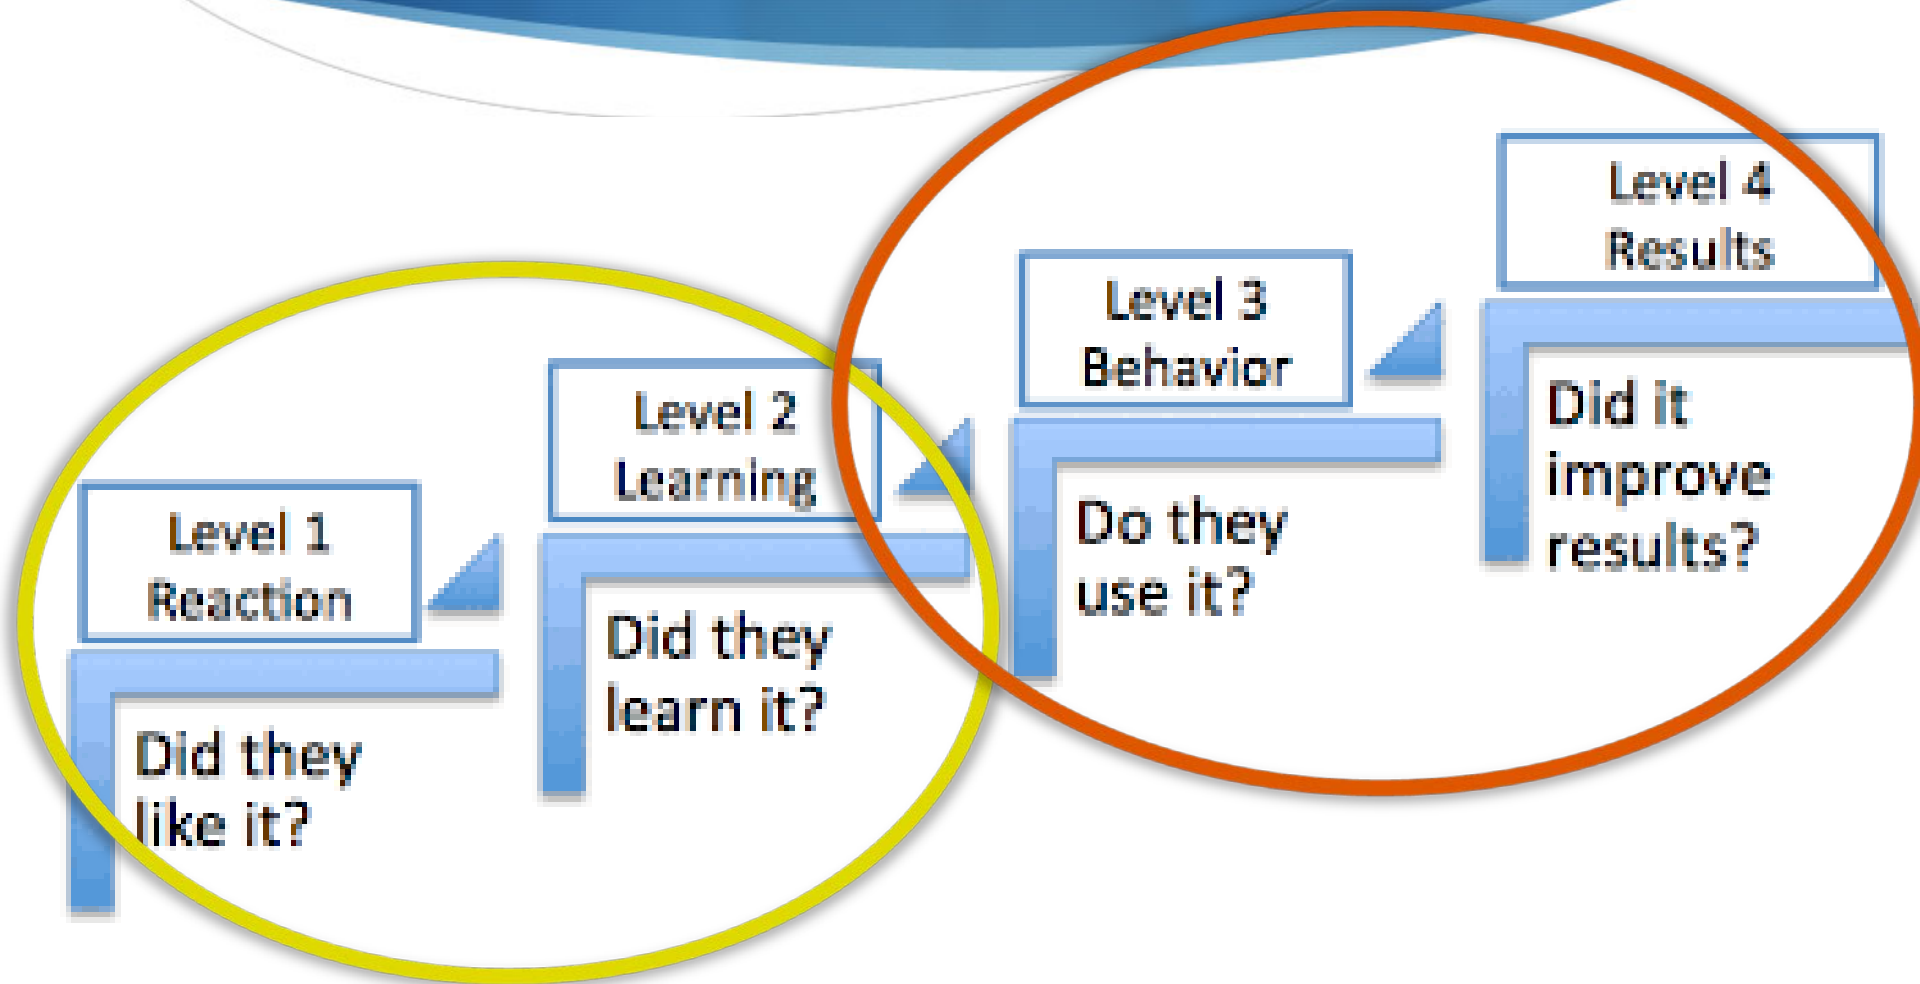 Level 1
Reaction
Did they
like it?
Level 2
Learning
Did they
learn it?
Level 3
Behavior
Do they
use it?
Level 4
Results
Did it
improve
results?